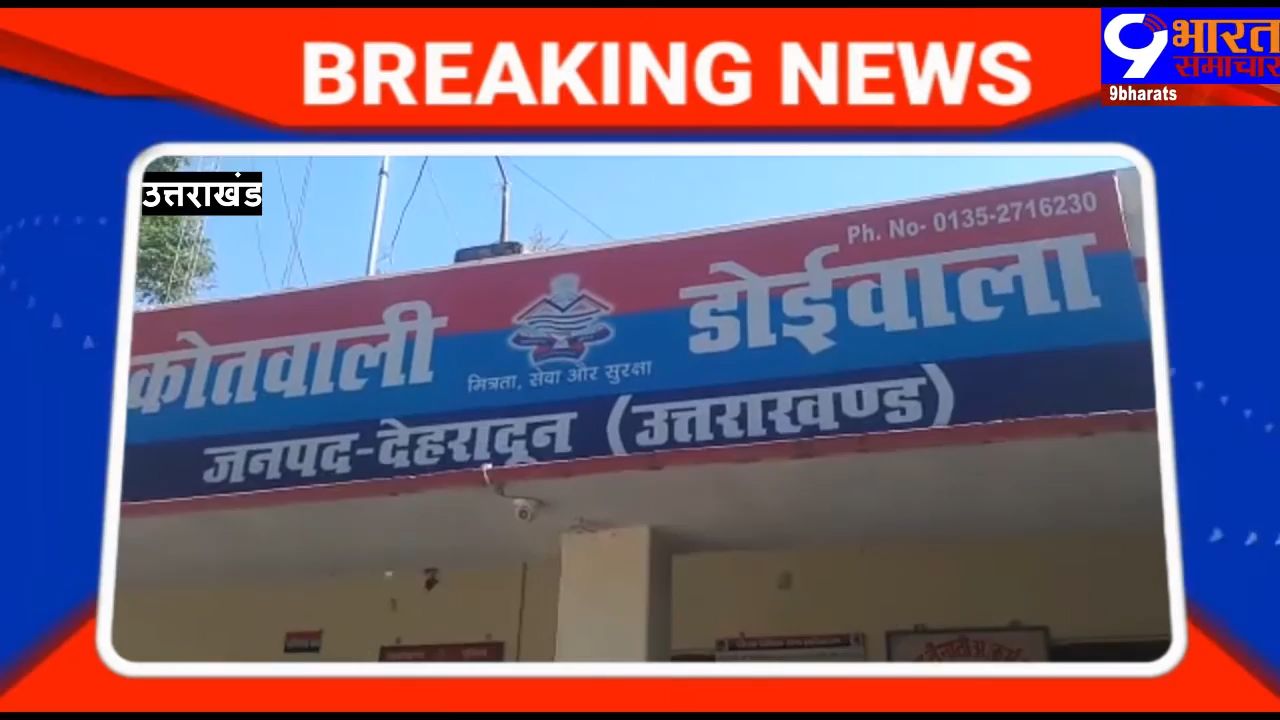 BREAKING NEWS
9 भारत
समाचार
9bharats
उत्तराखंड
Ph. No- 0135-2716230
कोतवाली डोईवाला
मित्रता, सेवा और सुरक्षा
जनपद-देहरादून (उत्तराखण्ड)